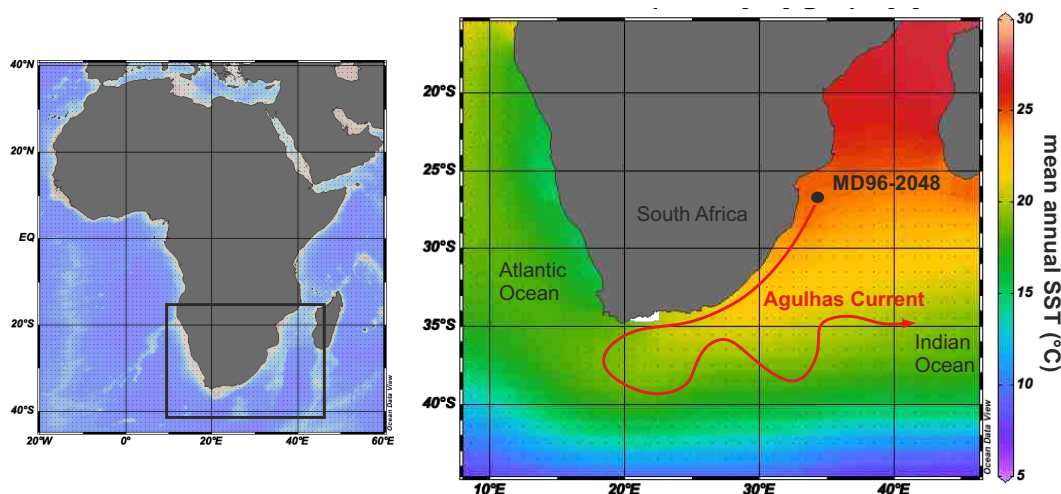 40°N
20°N
EQ
20°S
40°S
20°W
0°
20°E
40°E
60°E
Ocean Data View
20°S
25°S
30°S
35°S
40°S
10°E
20°E
30°E
40°E
MD96-2048
South Africa
Atlantic
Ocean
Agulhas Current
Indian
Ocean
Ocean Data View
30
25
20
15
10
5
mean annual SST (°C)